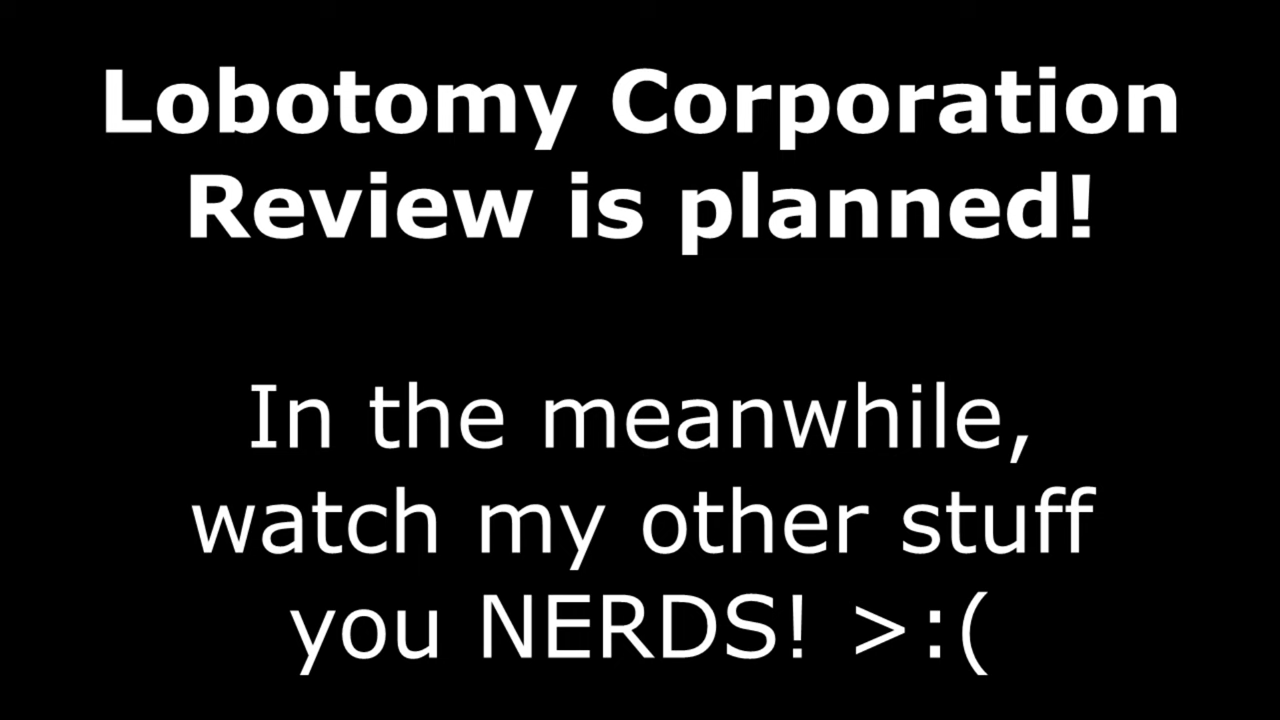 Lobotomy Corporation
Review is planned!
In the meanwhile,
watch my other stuff
you NERDS! >:(